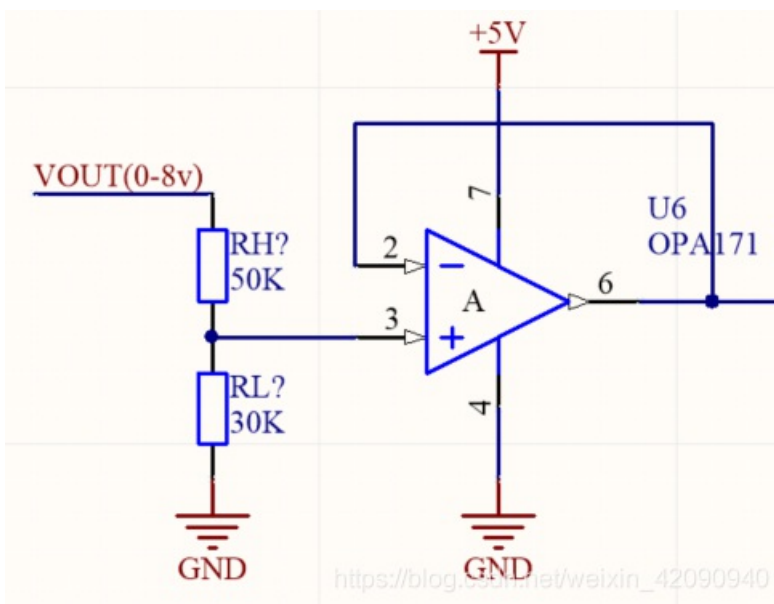 +5V
VOUT(0-8v)
7
U6
OPA171
RH?
50K
2
−
A
6
3
+
RL?
30K
4
GND
GND
https://blog.csdn.net/weixin_42090940